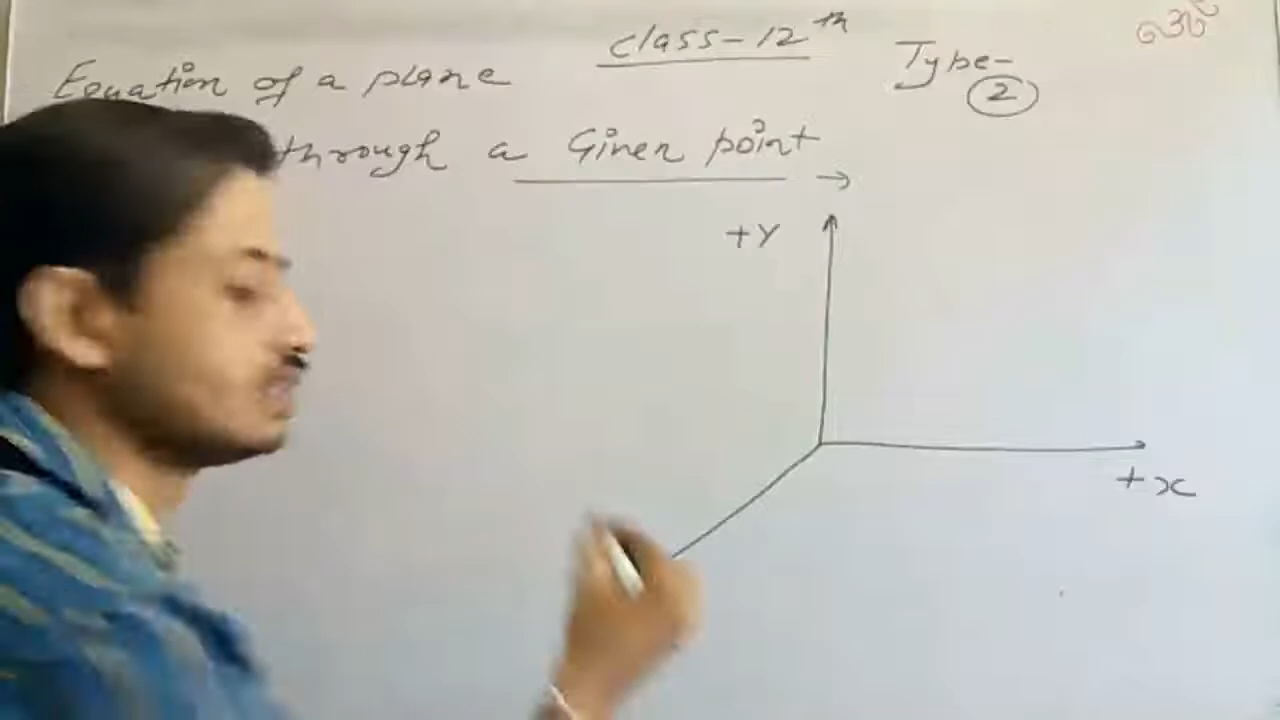 class-12th
Type-
2
Equation of a plane
through a Given point →
+Y
+x